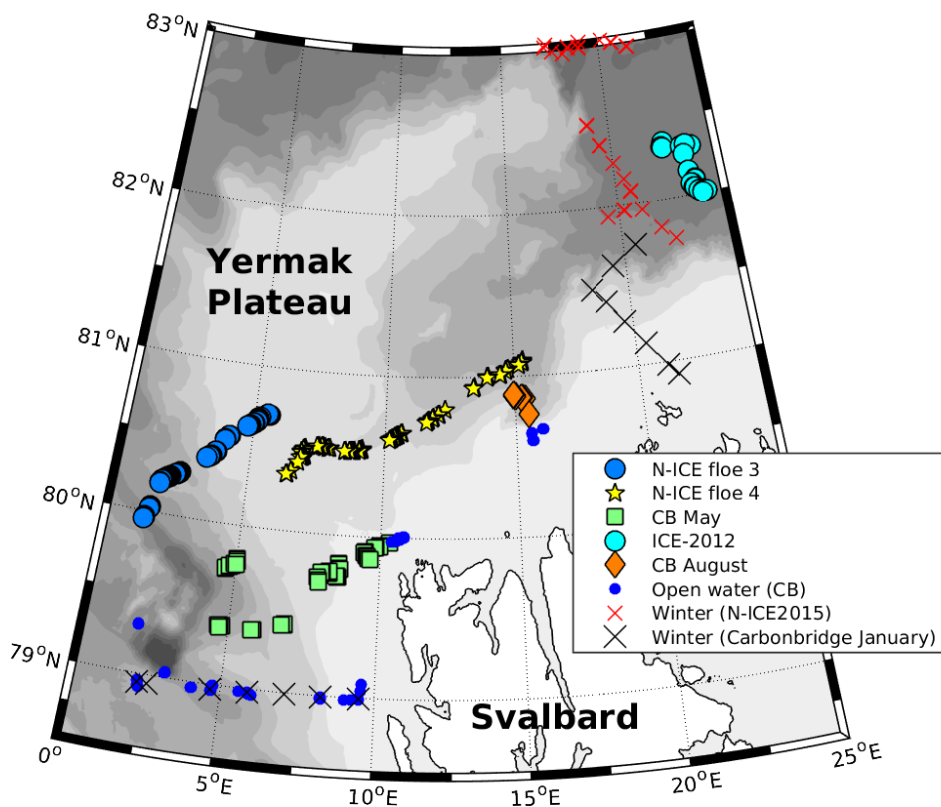 83°N
82°N
Yermak
Plateau
81°N
80°N
N-ICE floe 3
N-ICE floe 4
CB May
ICE-2012
CB August
Open water (CB)
Winter (N-ICE2015)
Winter (Carbonbridge January)
79°N
Svalbard
0°
5°E
10°E
15°E
20°E
25°E